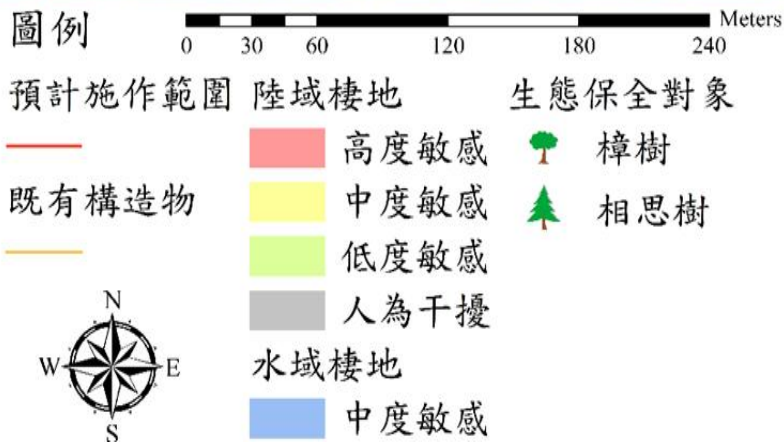 圖例
Meters
0 30 60 120 180 240
預計施作範圍
既有構造物
陸域棲地
高度敏感
中度敏感
低度敏感
人為干擾
水域棲地
中度敏感
生態保全對象
樟樹
相思樹
N
W E
S